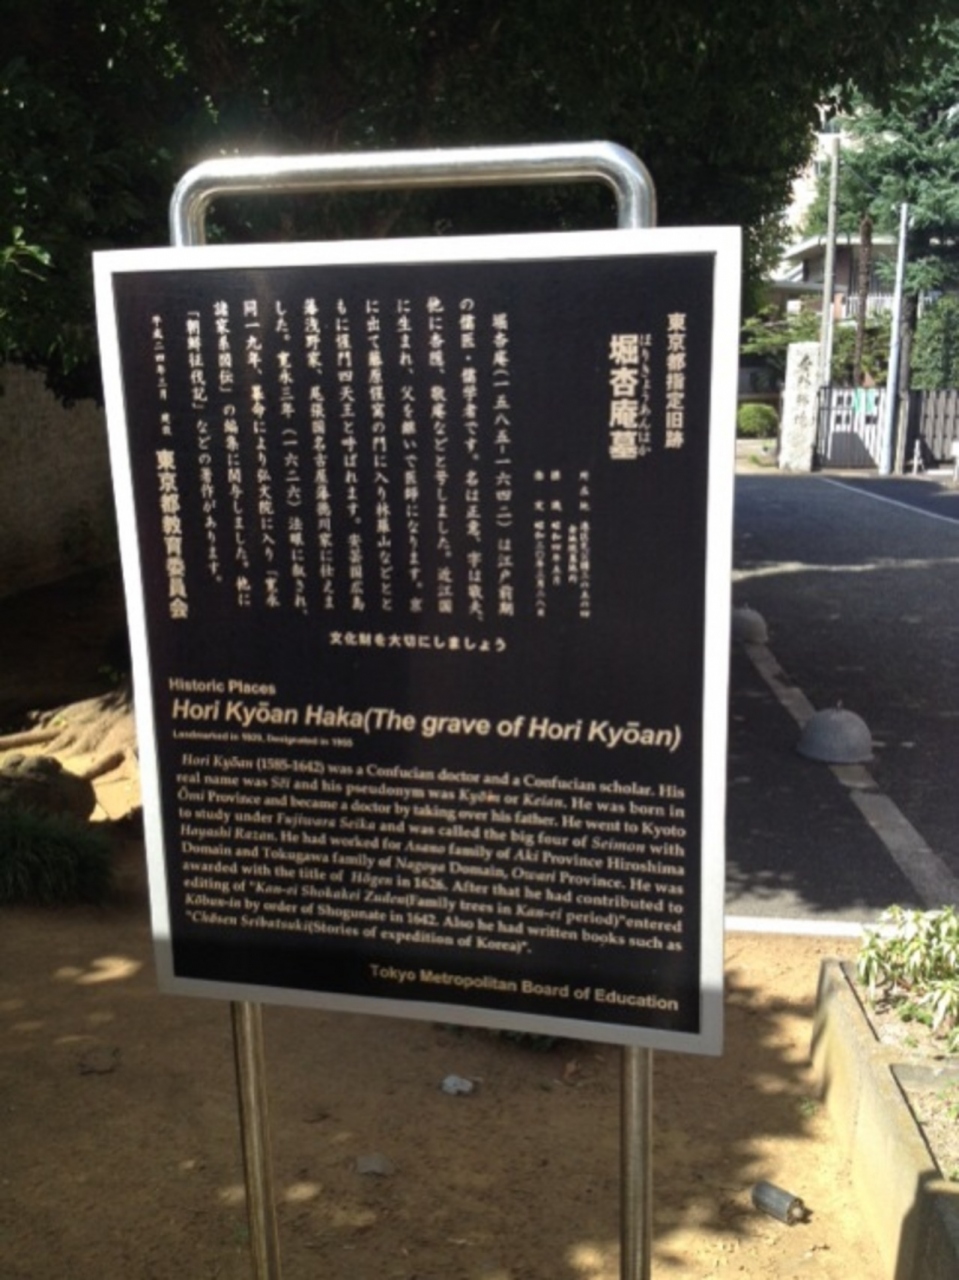 東京都指定旧跡
ほりきょうあんはか
堀杏庵墓
堀杏庵(一五八五-一六四二)は江戸前期
の儒医・儒学者です。名は正意、字は敬夫、
他に杏隠、敬庵などと号しました。近江国
に生まれ、父を継いで医師になります。京
に出て藤原惺窩の門に入り林羅山などとと
もに惺門四天王と呼ばれます。安芸国広島
藩浅野家、尾張国名古屋藩徳川家に仕えま
した。寛永三年(一六二六)法眼に叙され、
同一九年、幕命により弘文院に入り「寛永
諸家系図伝」の編纂に関与しました。他に
「朝鮮征伐記」などの著作があります。
平成二四年三月
東京都教育委員会
文化財を大切にしましょう
Historic Places
Hori Kyōan Haka(The grave of Hori Kyōan)
Landmarked in 1929, Designated in 1955
Hori Kyōan (1585-1642) was a Confucian doctor and a Confucian scholar. His
real name was Sēi and his pseudonym was Kyōin or Keian. He was born in
Ōmi Province and became a doctor by taking over his father. He went to Kyoto
to study under Fujiwara Seika and was called the big four of Seimon with
Hayashi Razan. He had worked for Asano family of Aki Province Hiroshima
Domain and Tokugawa family of Nagoya Domain, Owari Province. He was
awarded with the title of Hōgen in 1626. After that he had contributed to
editing of "Kan-ei Shokakei Zuden(Family trees in Kan-ei period)"entered
Kōbun-in by order of Shogunate in 1642. Also he had written books such as
"Chōsen Seibatsuki(Stories of expedition of Korea)".
Tokyo Metropolitan Board of Education